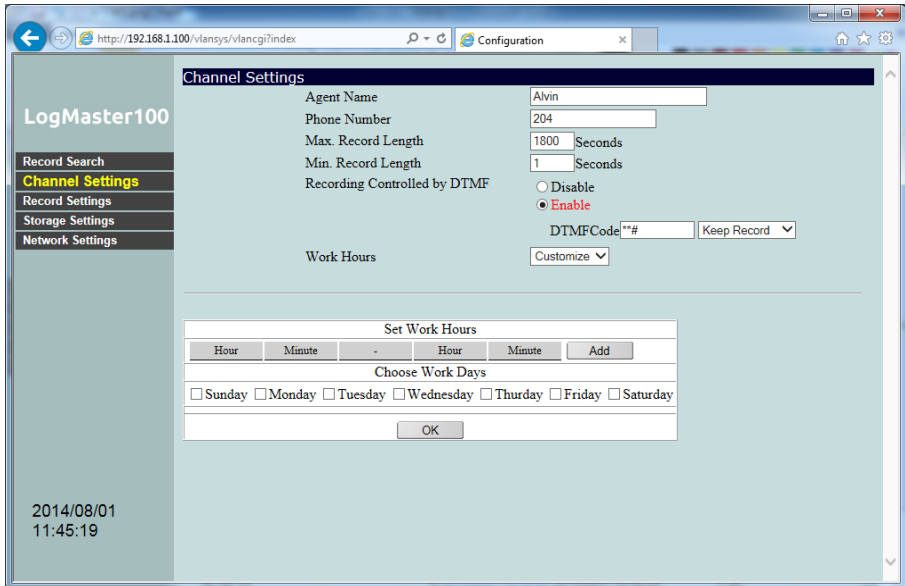 http://192.168.1.100/vlansys/vlancgi?index
Configuration
LogMaster100
Record Search
Channel Settings
Record Settings
Storage Settings
Network Settings
2014/08/01
11:45:19
Channel Settings
Agent Name Alvin
Phone Number 204
Max. Record Length 1800 Seconds
Min. Record Length 1 Seconds
Recording Controlled by DTMF Disable
Enable
DTMFCode **# Keep Record
Work Hours Customize
Set Work Hours
Hour Minute - Hour Minute Add
Choose Work Days
Sunday Monday Tuesday Wednesday Thurday Friday Saturday
OK